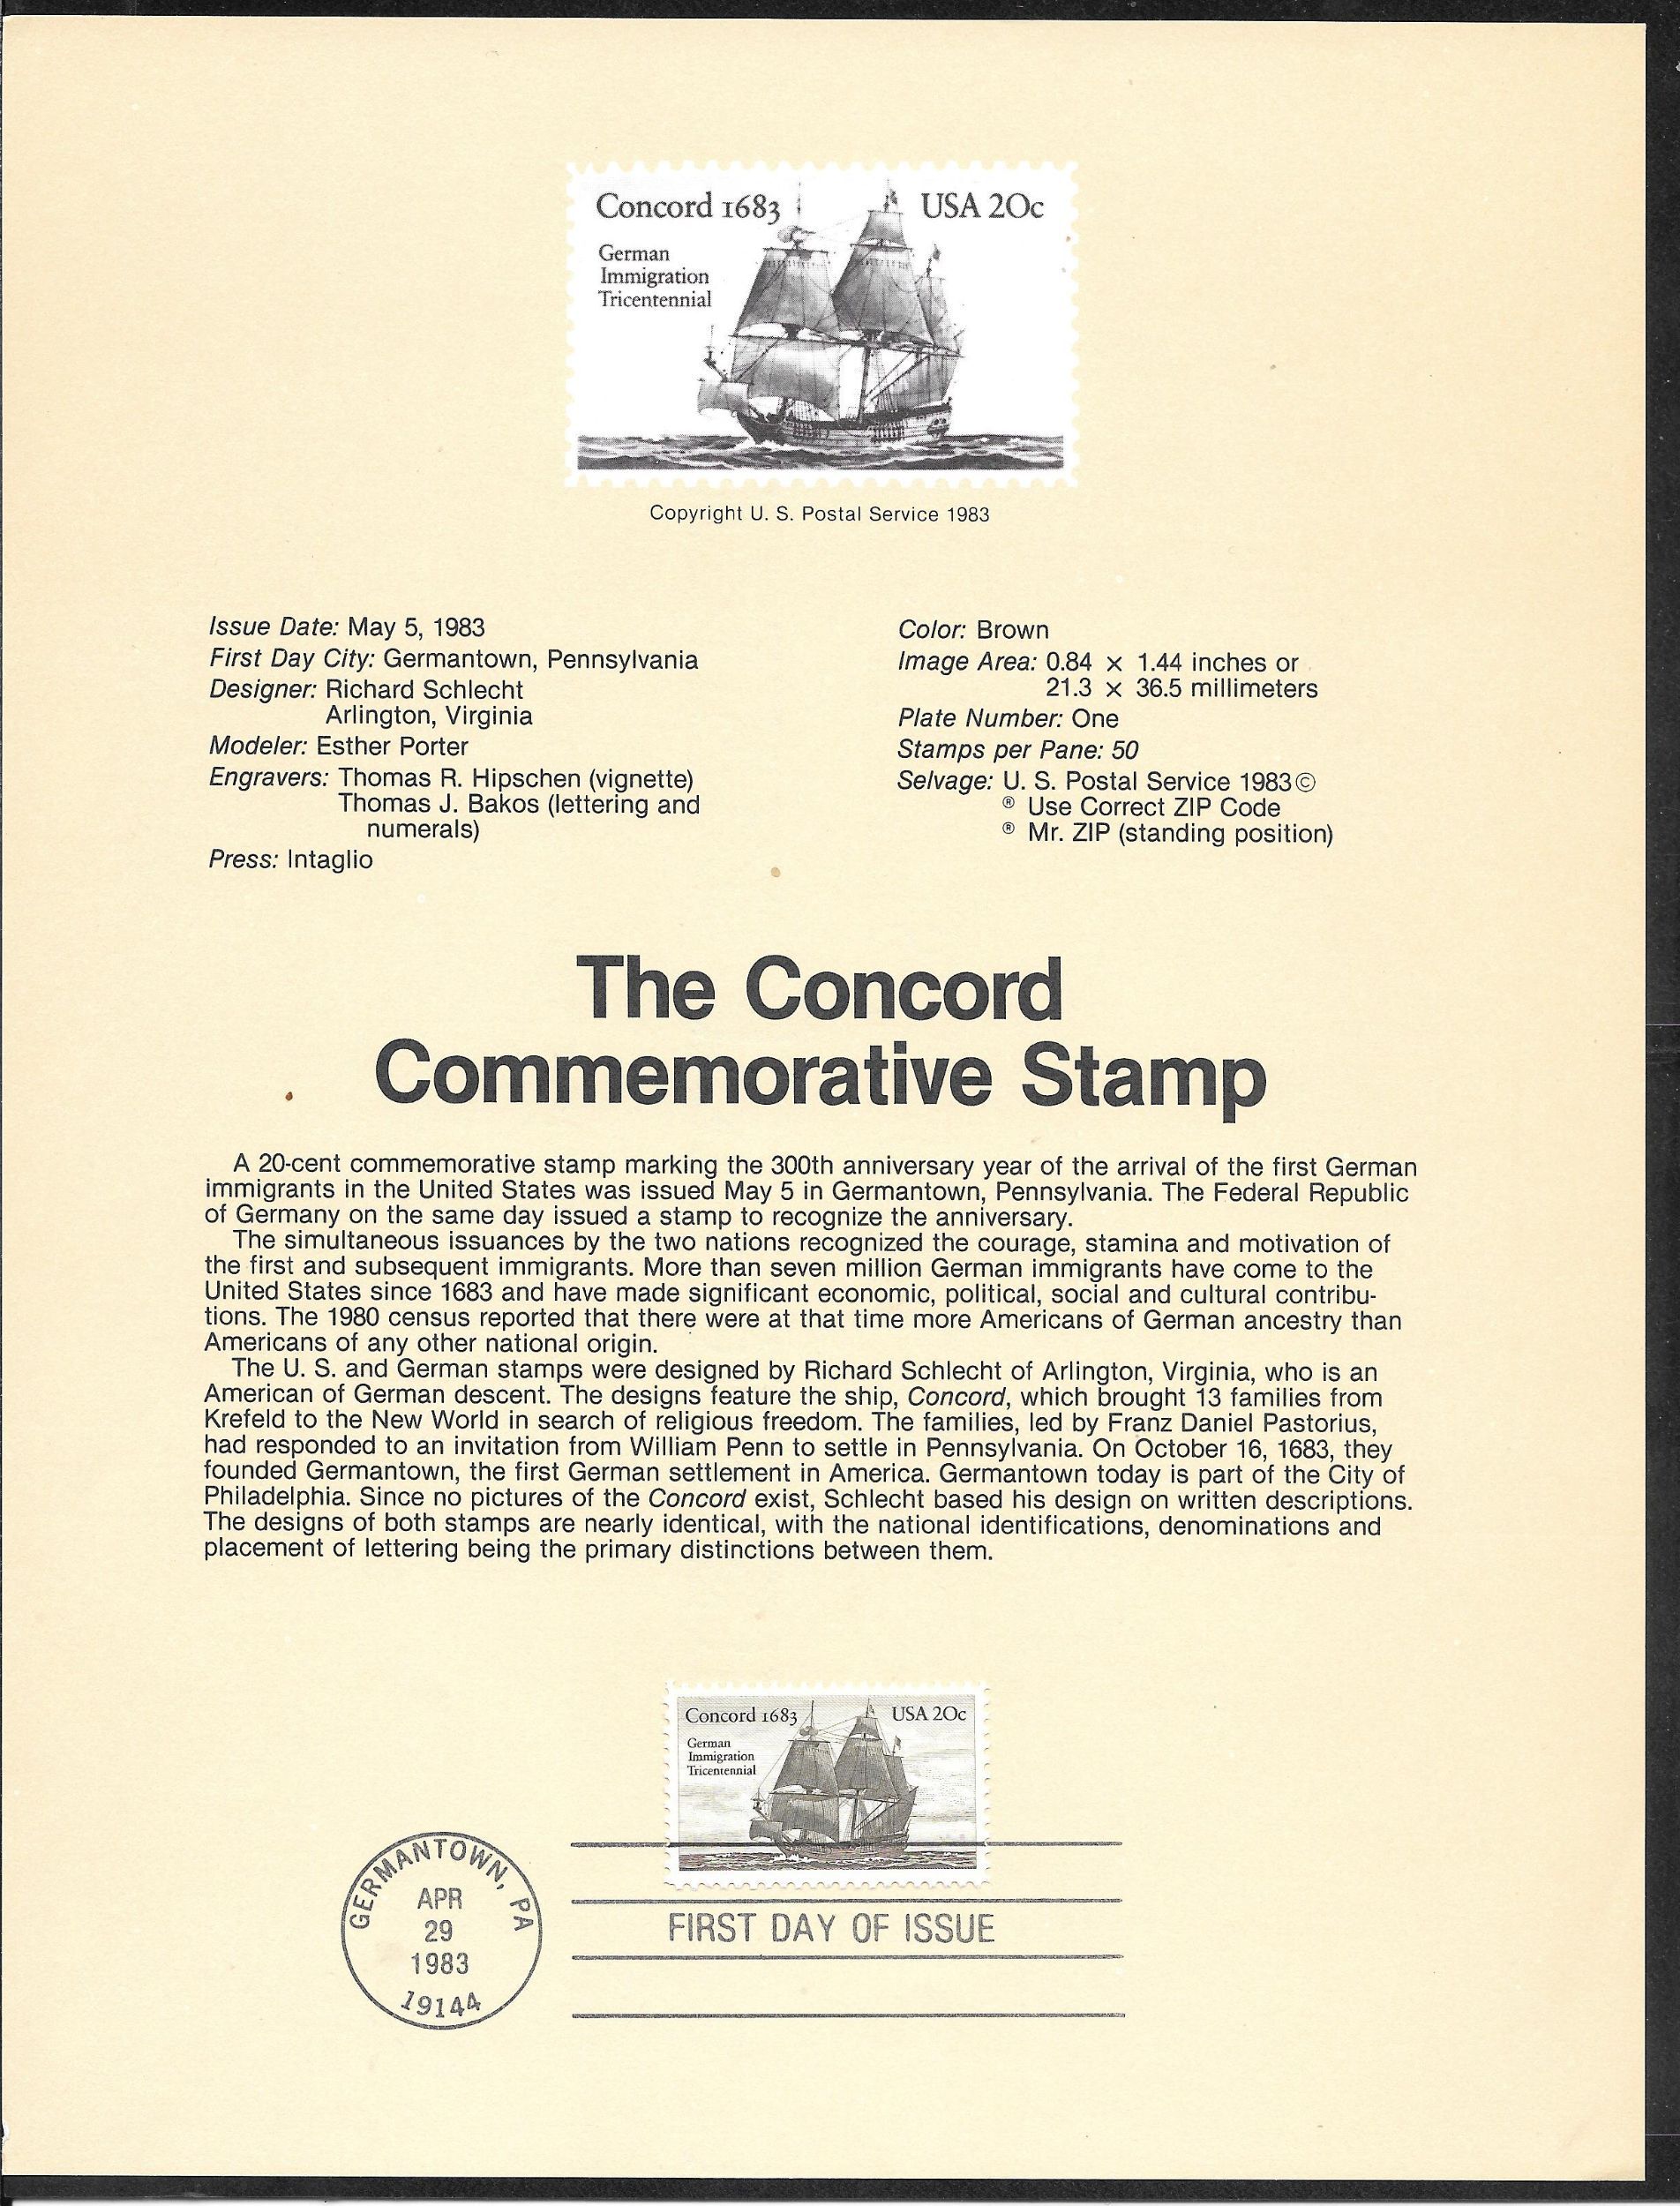 Concord 1683 USA 20c
German
Immigration
Tricentennial
Copyright U. S. Postal Service 1983
Issue Date: May 5, 1983
First Day City: Germantown, Pennsylvania
Designer: Richard Schlecht
Arlington, Virginia
Modeler: Esther Porter
Engravers: Thomas R. Hipschen (vignette)
Thomas J. Bakos (lettering and
numerals)
Press: Intaglio
Color: Brown
Image Area: 0.84 × 1.44 inches or
21.3 × 36.5 millimeters
Plate Number: One
Stamps per Pane: 50
Selvage: U. S. Postal Service 1983©
® Use Correct ZIP Code
® Mr. ZIP (standing position)
The Concord
Commemorative Stamp
A 20-cent commemorative stamp marking the 300th anniversary year of the arrival of the first German
immigrants in the United States was issued May 5 in Germantown, Pennsylvania. The Federal Republic
of Germany on the same day issued a stamp to recognize the anniversary.
The simultaneous issuances by the two nations recognized the courage, stamina and motivation of
the first and subsequent immigrants. More than seven million German immigrants have come to the
United States since 1683 and have made significant economic, political, social and cultural contribu-
tions. The 1980 census reported that there were at that time more Americans of German ancestry than
Americans of any other national origin.
The U. S. and German stamps were designed by Richard Schlecht of Arlington, Virginia, who is an
American of German descent. The designs feature the ship, Concord, which brought 13 families from
Krefeld to the New World in search of religious freedom. The families, led by Franz Daniel Pastorius,
had responded to an invitation from William Penn to settle in Pennsylvania. On October 16, 1683, they
founded Germantown, the first German settlement in America. Germantown today is part of the City of
Philadelphia. Since no pictures of the Concord exist, Schlecht based his design on written descriptions.
The designs of both stamps are nearly identical, with the national identifications, denominations and
placement of lettering being the primary distinctions between them.
Concord 1683 USA 20c
German
Immigration
Tricentennial
GERMANTOWN, PA
APR
29
1983
19144
FIRST DAY OF ISSUE